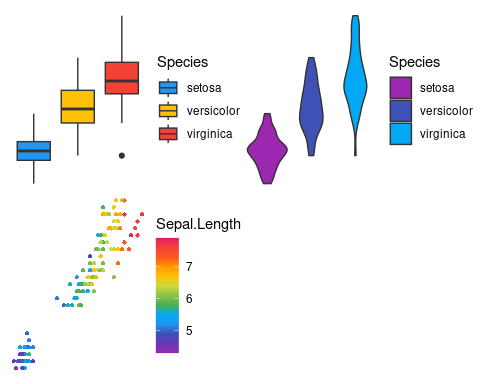 Species
setosa
versicolor
virginica
Species
setosa
versicolor
virginica
Sepal.Length
7
6
5